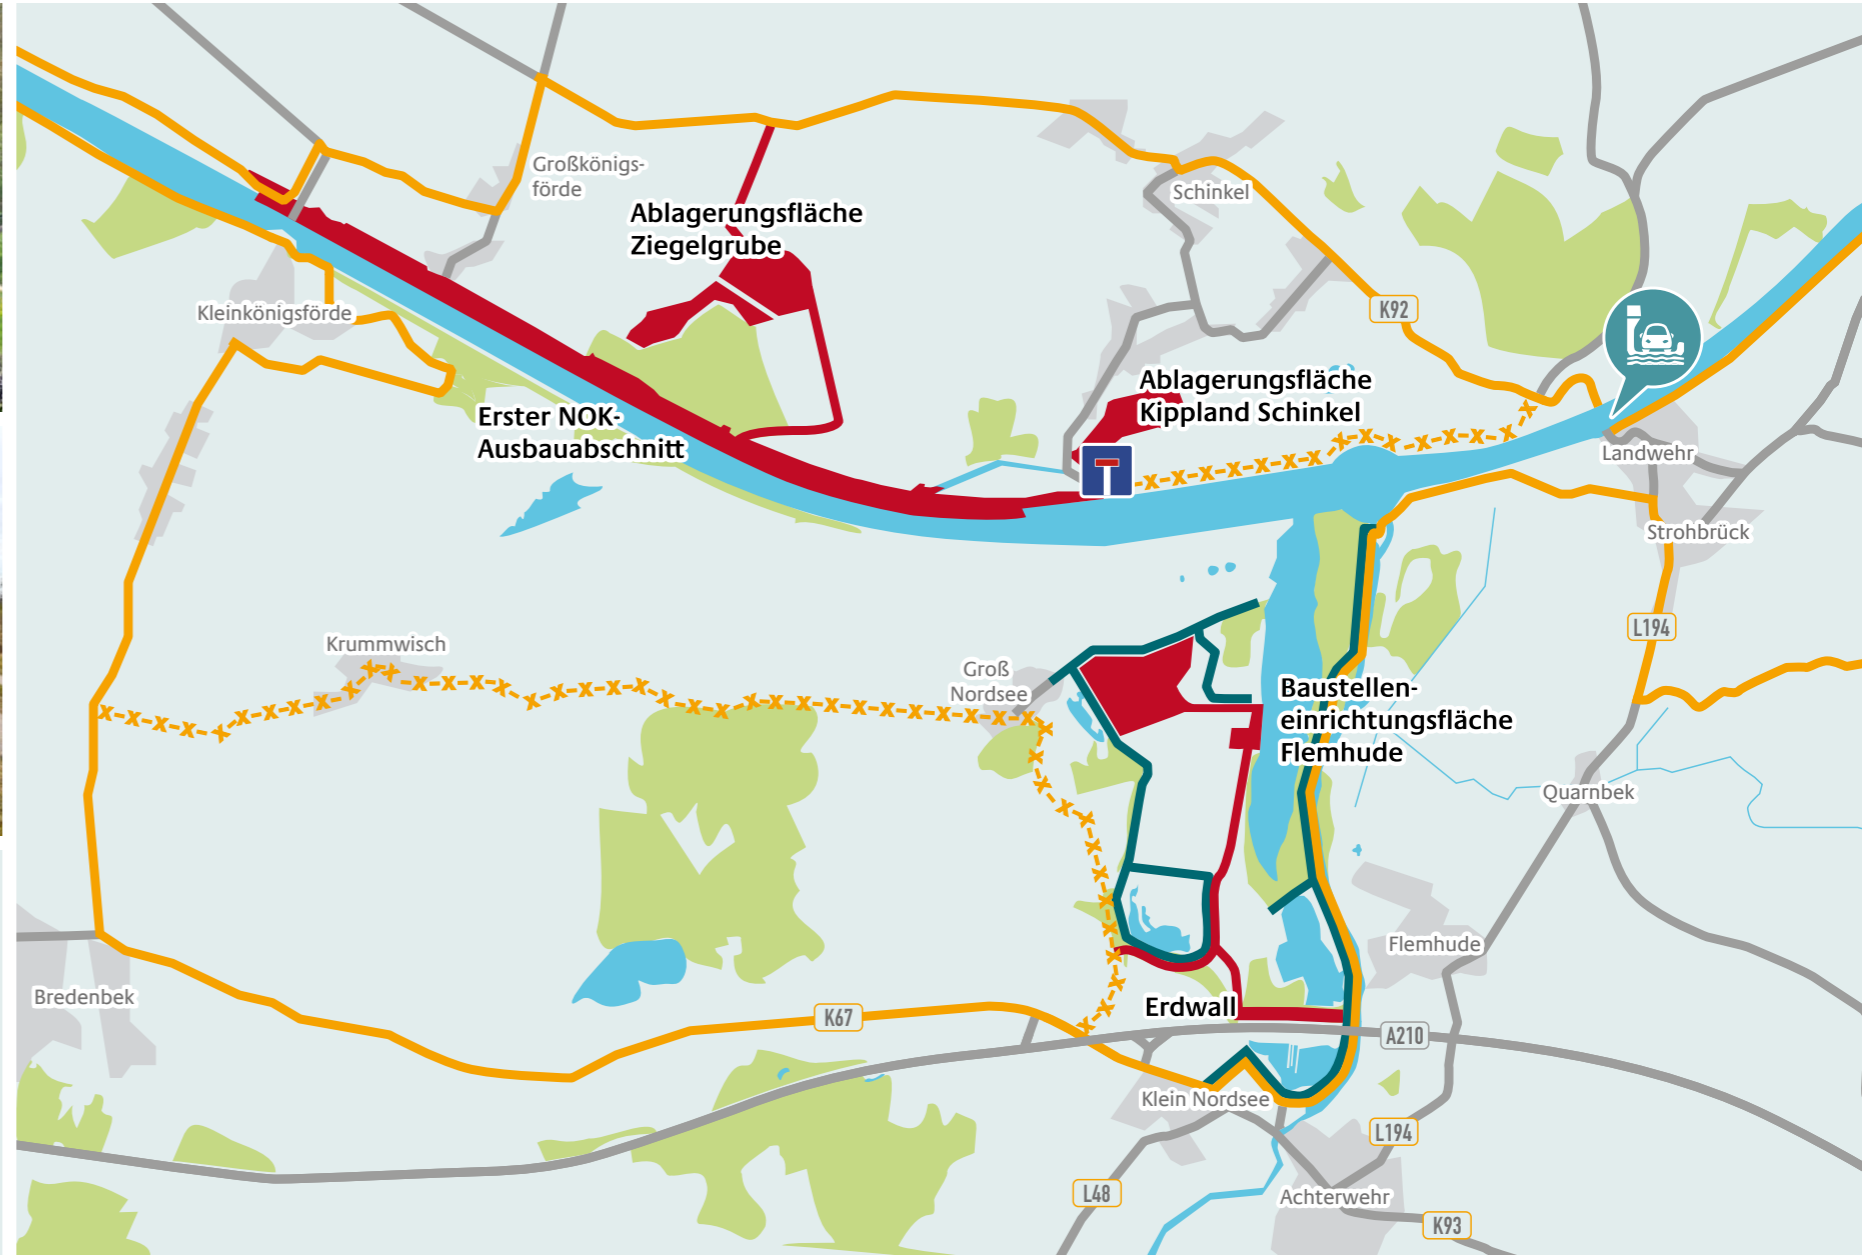 Großkönigs-
förde
Schinkel
Ablagerungsfläche
Ziegelgrube
Kleinkönigsförde
K92
Ablagerungsfläche
Kippland Schinkel
Erster NOK-
Ausbauabschnitt
Landwehr
Strohbrück
L194
Krummwisch
Groß
Nordsee
Baustellen-
einrichtungsfläche
Flemhude
Quarnbek
Flemhude
Bredenbek
Erdwall
K67
A210
Klein Nordsee
L194
L48
Achterwehr
K93